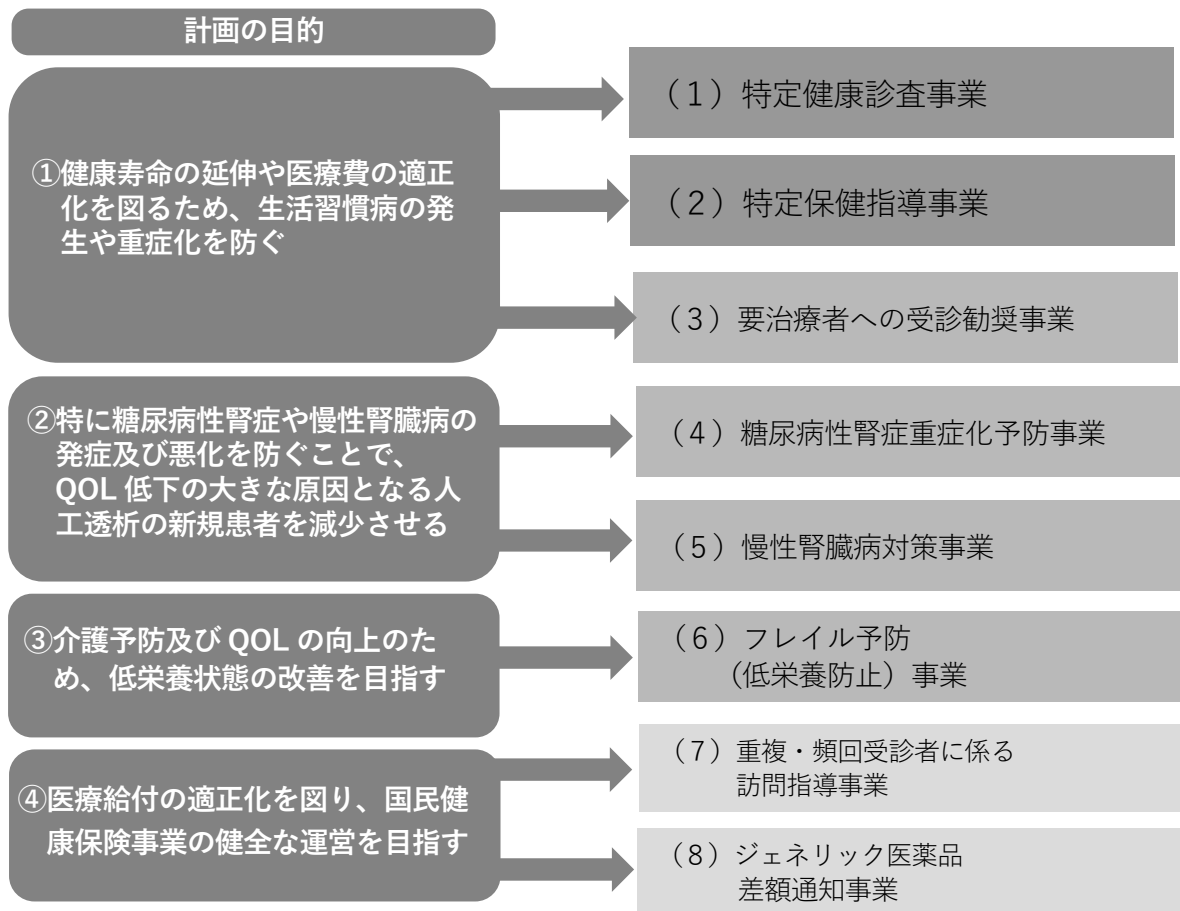 計画の目的
①健康寿命の延伸や医療費の適正
化を図るため、生活習慣病の発
生や重症化を防ぐ
（１）特定健康診査事業
（２）特定保健指導事業
（３）要治療者への受診勧奨事業
②特に糖尿病性腎症や慢性腎臓病の
発症及び悪化を防ぐことで、
QOL 低下の大きな原因となる人
工透析の新規患者を減少させる
（４）糖尿病性腎症重症化予防事業
（５）慢性腎臓病対策事業
③介護予防及び QOL の向上のた
め、低栄養状態の改善を目指す
（６）フレイル予防
（低栄養防止）事業
④医療給付の適正化を図り、国民健
康保険事業の健全な運営を目指す
（７）重複・頻回受診者に係る
訪問指導事業
（８）ジェネリック医薬品
差額通知事業